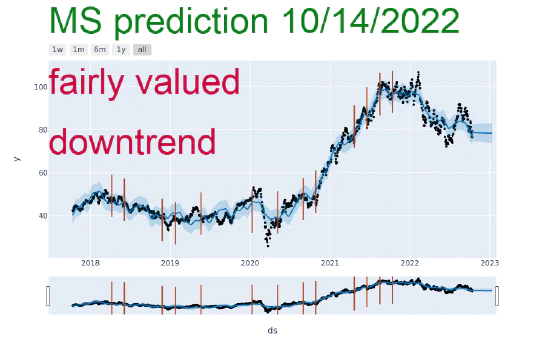 MS prediction 10/14/2022
1w 1m 6m 1y all
fairly valued
downtrend
100
80
60
40
y
2018 2019 2020 2021 2022 2023
ds